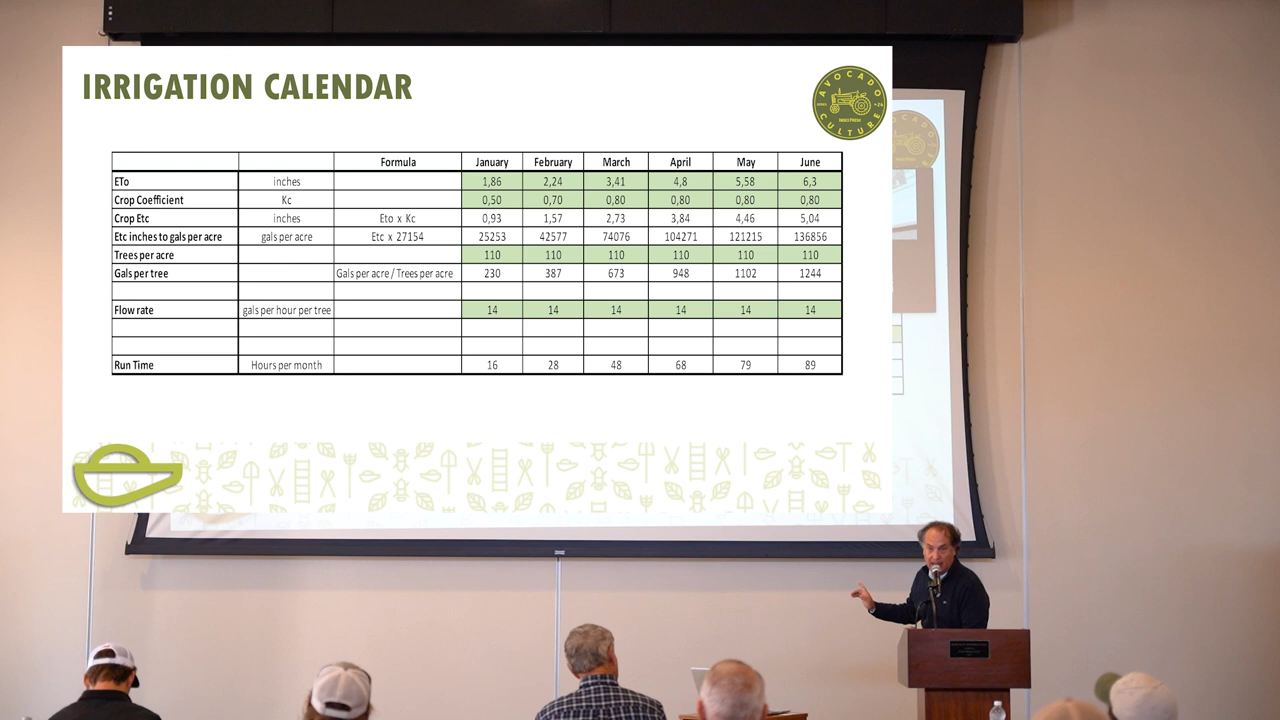 IRRIGATION CALENDAR
AVOCADO
CULTURE
Formula January February March April May June
ETo inches 1,86 2,24 3,41 4,8 5,58 6,3
Crop Coefficient Kc 0,50 0,70 0,80 0,80 0,80 0,80
Crop Etc inches Eto x Kc 0,93 1,57 2,73 3,84 4,46 5,04
Etc inches to gals per acre gals per acre Etc x 27154 25253 42577 74076 104271 121215 136856
Trees per acre 110 110 110 110 110 110
Gals per tree Gals per acre / Trees per acre 230 387 673 948 1102 1244
Flow rate gals per hour per tree 14 14 14 14 14 14
Run Time Hours per month 16 28 48 68 79 89